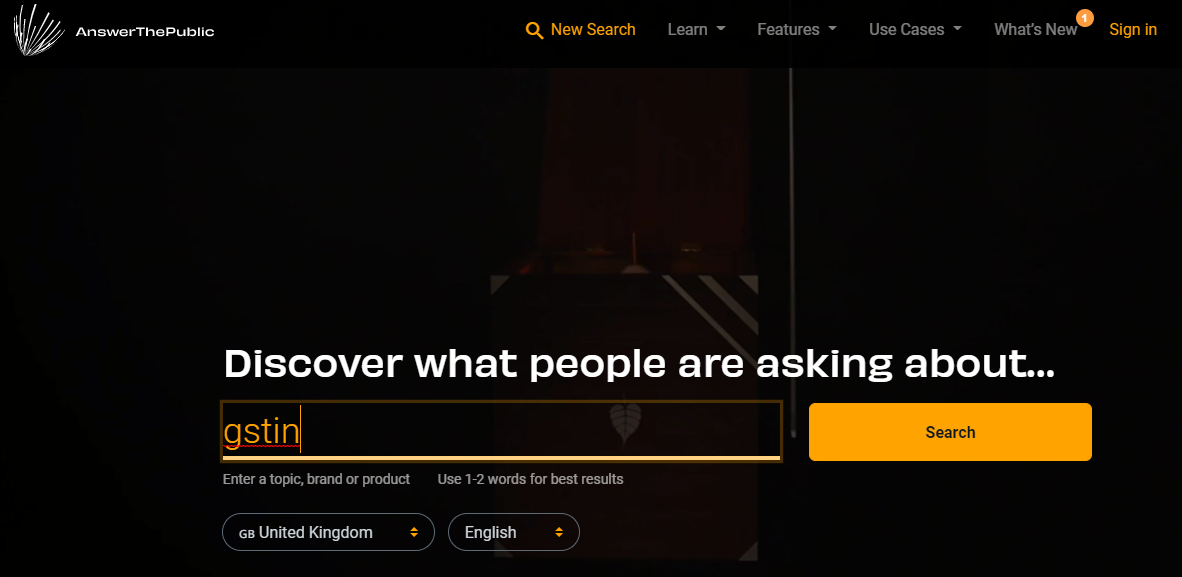 AnswerThePublic New Search Learn Features Use Cases What's New 1 Sign in
Discover what people are asking about...
gstin Search
Enter a topic, brand or product Use 1-2 words for best results
GB United Kingdom English